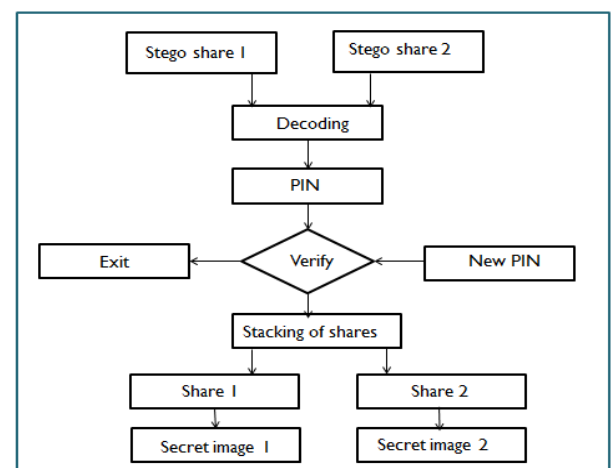 Stego share 1
Stego share 2
Decoding
PIN
Exit
Verify
New PIN
Stacking of shares
Share 1
Share 2
Secret image 1
Secret image 2